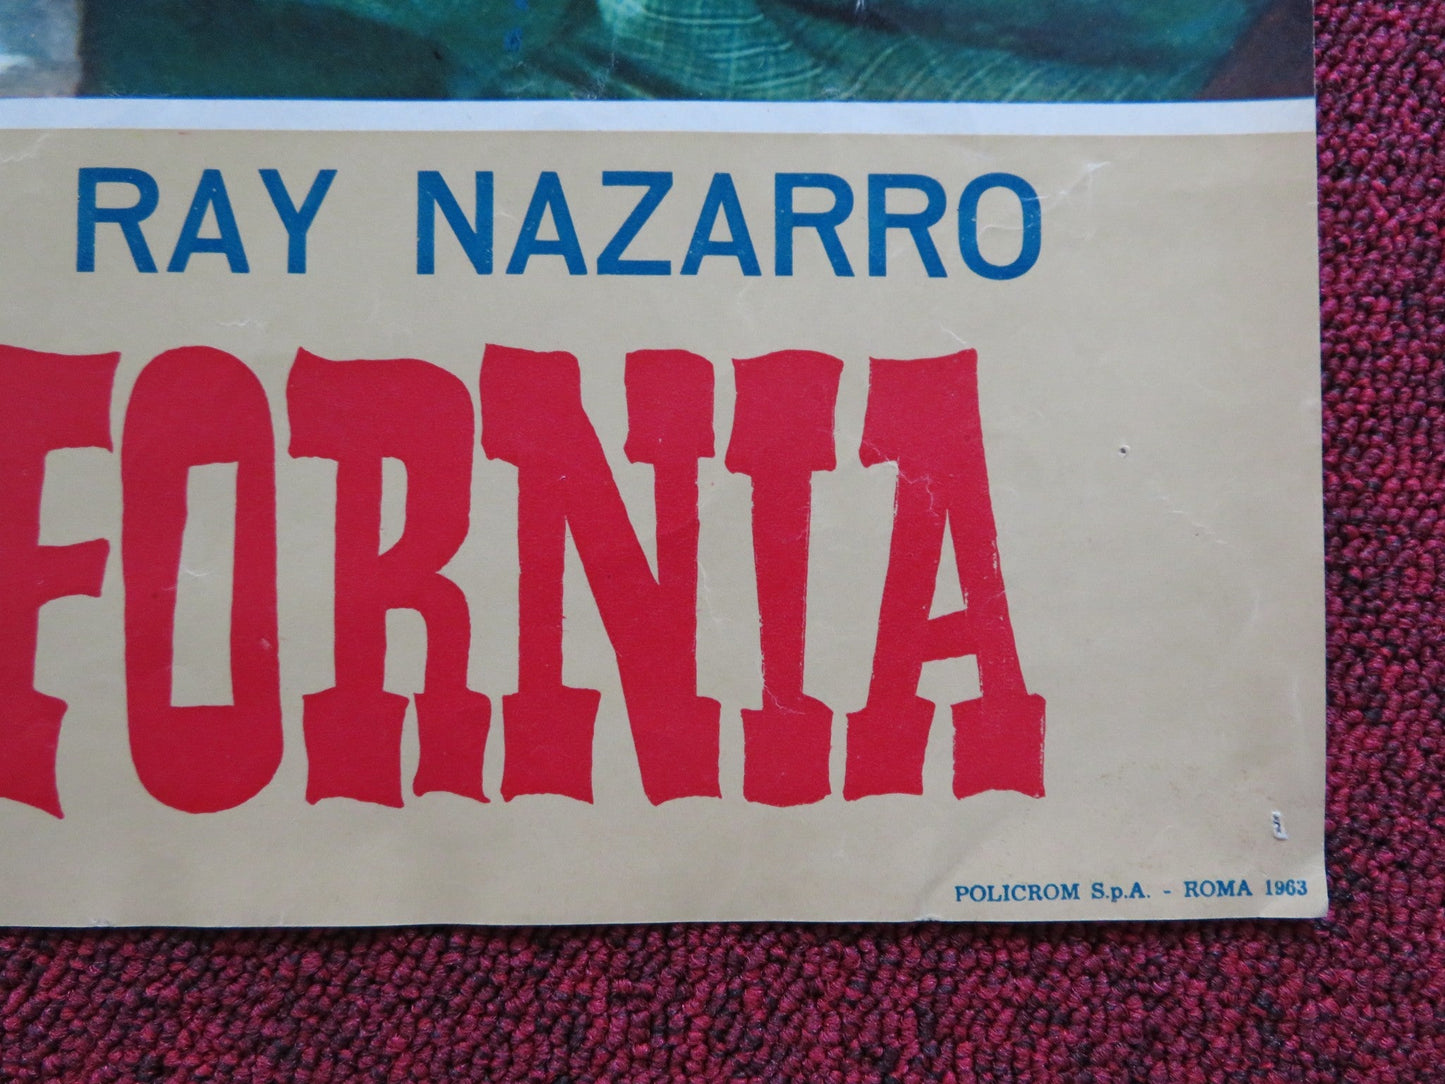 RAY NAZARRO
FORNIA
POLICROM S.p.A. - ROMA 1963